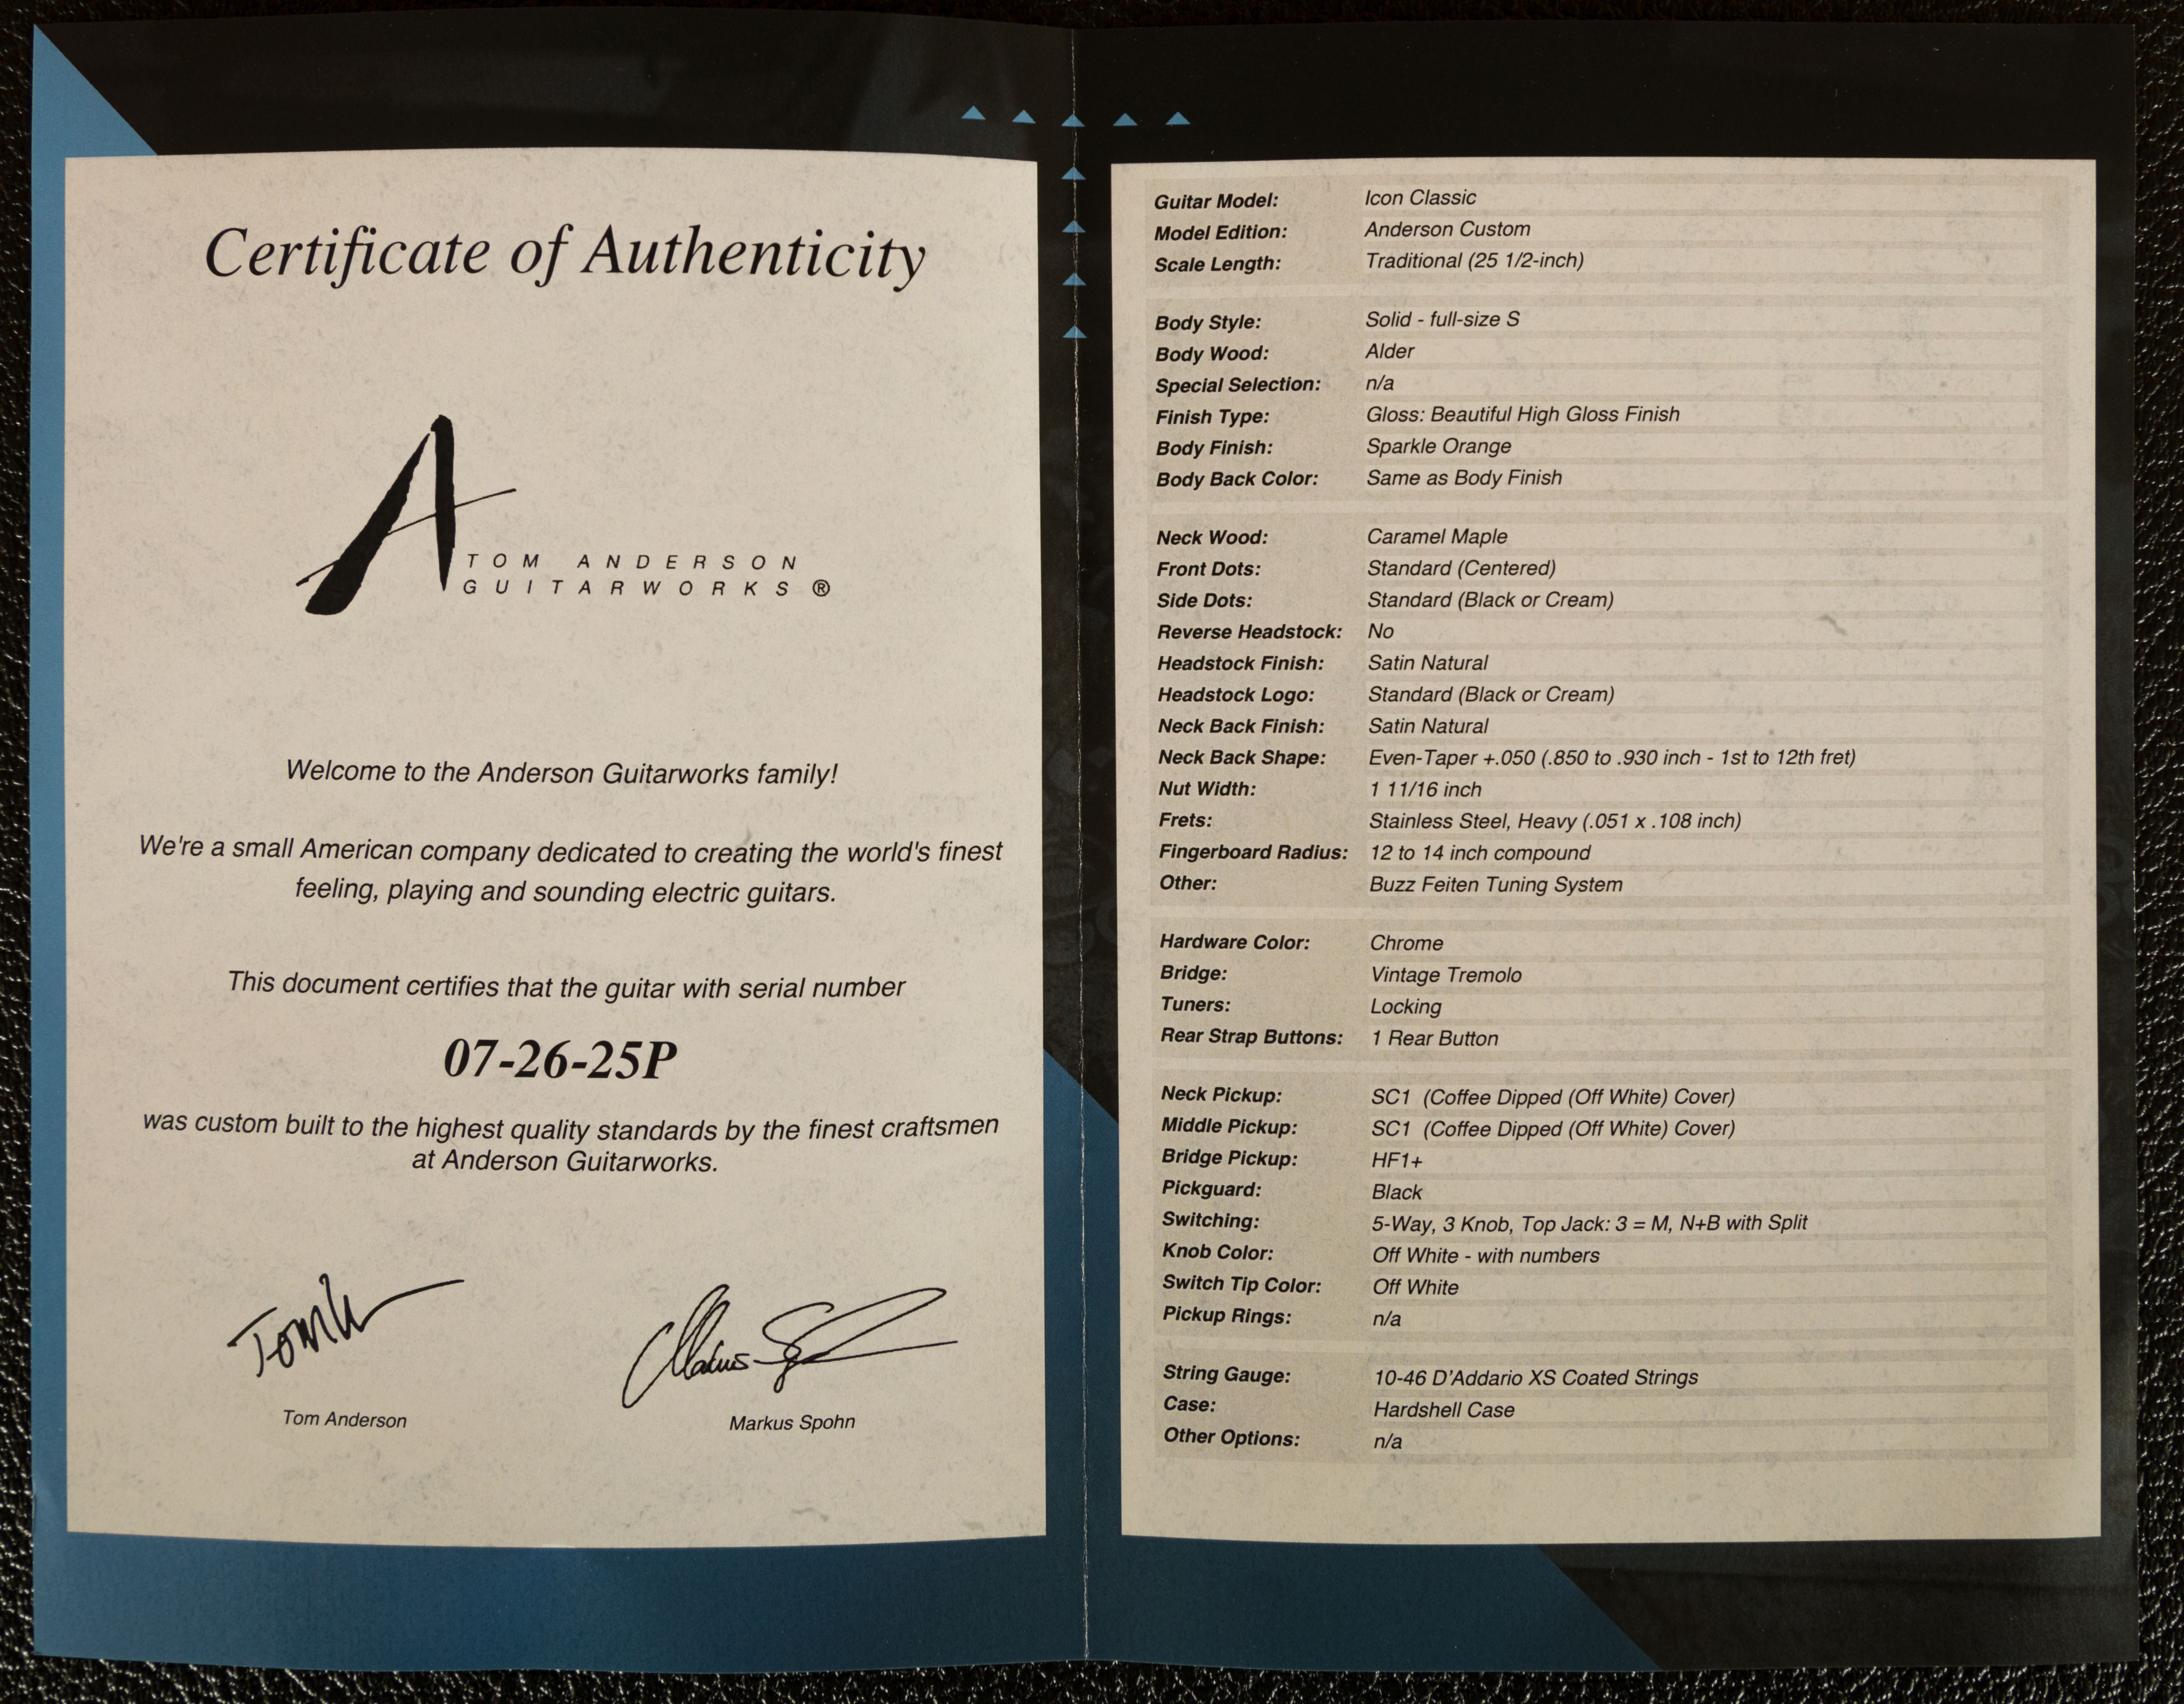 Certificate of Authenticity
TOM ANDERSON
GUITARWORKS ®
Welcome to the Anderson Guitarworks family!
We're a small American company dedicated to creating the world's finest
feeling, playing and sounding electric guitars.
This document certifies that the guitar with serial number
07-26-25P
was custom built to the highest quality standards by the finest craftsmen
at Anderson Guitarworks.
Tom Anderson
Markus Spohn
Guitar Model: Icon Classic
Model Edition: Anderson Custom
Scale Length: Traditional (25 1/2-inch)
Body Style: Solid - full-size S
Body Wood: Alder
Special Selection: n/a
Finish Type: Gloss: Beautiful High Gloss Finish
Body Finish: Sparkle Orange
Body Back Color: Same as Body Finish
Neck Wood: Caramel Maple
Front Dots: Standard (Centered)
Side Dots: Standard (Black or Cream)
Reverse Headstock: No
Headstock Finish: Satin Natural
Headstock Logo: Standard (Black or Cream)
Neck Back Finish: Satin Natural
Neck Back Shape: Even-Taper +.050 (.850 to .930 inch - 1st to 12th fret)
Nut Width: 1 11/16 inch
Frets: Stainless Steel, Heavy (.051 x .108 inch)
Fingerboard Radius: 12 to 14 inch compound
Other: Buzz Feiten Tuning System
Hardware Color: Chrome
Bridge: Vintage Tremolo
Tuners: Locking
Rear Strap Buttons: 1 Rear Button
Neck Pickup: SC1 (Coffee Dipped (Off White) Cover)
Middle Pickup: SC1 (Coffee Dipped (Off White) Cover)
Bridge Pickup: HF1+
Pickguard: Black
Switching: 5-Way, 3 Knob, Top Jack: 3 = M, N+B with Split
Knob Color: Off White - with numbers
Switch Tip Color: Off White
Pickup Rings: n/a
String Gauge: 10-46 D'Addario XS Coated Strings
Case: Hardshell Case
Other Options: n/a